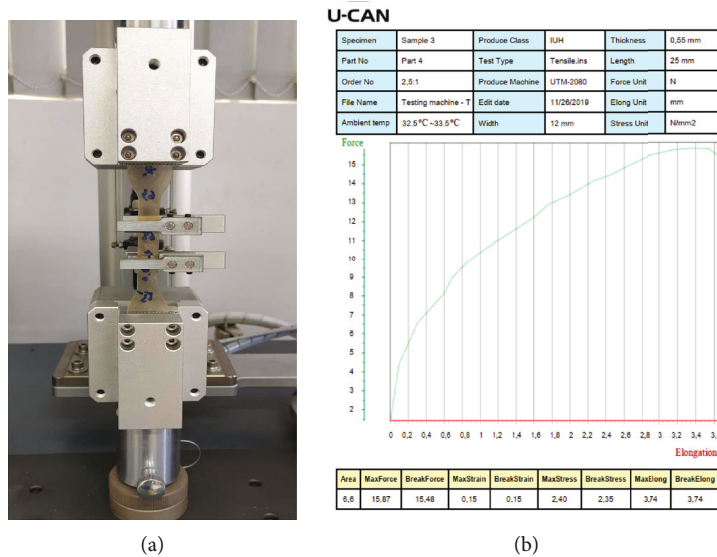 U-CAN
Specimen Sample 3 Produce Class IUH Thickness 0,55 mm
Part No Part 4 Test Type Tensile.ins Length 25 mm
Order No 2,5:1 Produce Machine UTM-2080 Force Unit N
File Name Testing machine - T Edit date 11/26/2019 Elong Unit mm
Ambient temp 32.5°C ~33.5°C Width 12 mm Stress Unit N/mm2
Force
15
14
13
12
11
10
9
8
7
6
5
4
3
2
0 0,2 0,4 0,6 0,8 1 1,2 1,4 1,6 1,8 2 2,2 2,4 2,6 2,8 3 3,2 3,4
Elongation
Area MaxForce BreakForce MaxStrain BreakStrain MaxStress BreakStress MaxElong BreakElong
6,6 15,87 15,48 0,15 0,15 2,40 2,35 3,74 3,74
(a) (b)